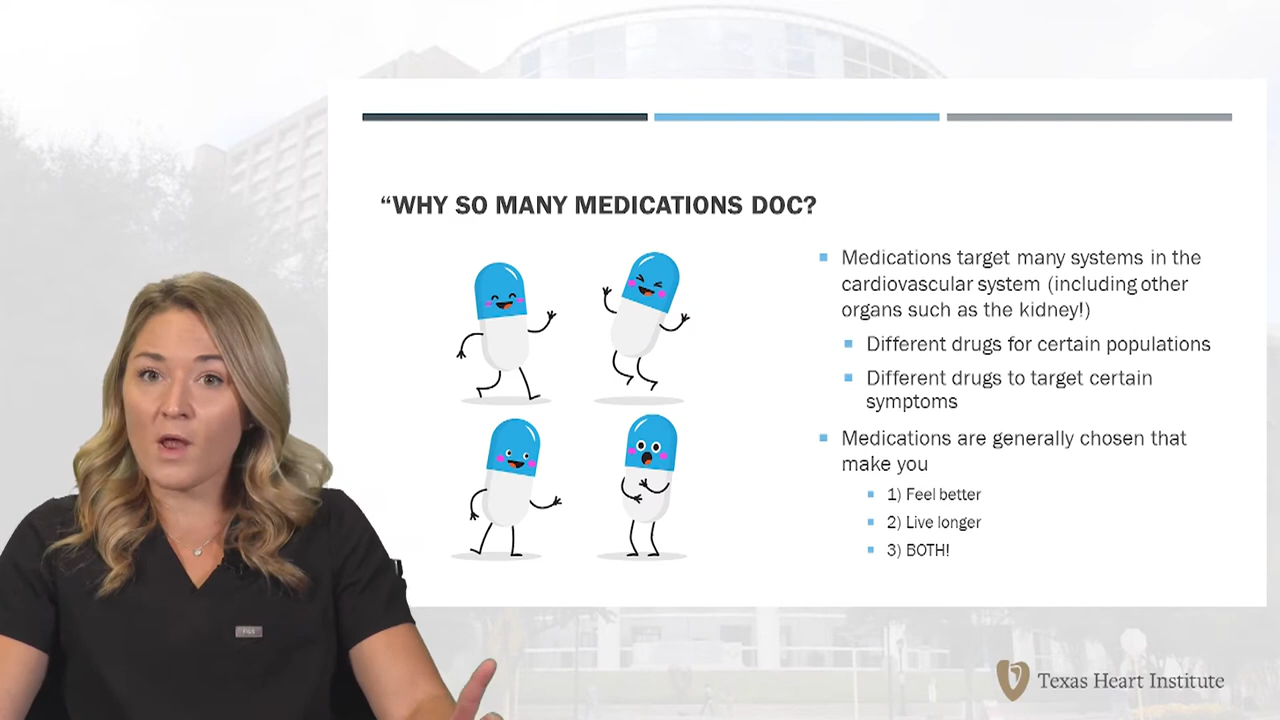 “WHY SO MANY MEDICATIONS DOC?
Medications target many systems in the
cardiovascular system (including other
organs such as the kidney!)
Different drugs for certain populations
Different drugs to target certain
symptoms
Medications are generally chosen that
make you
1) Feel better
2) Live longer
3) BOTH!
FIGS
Texas Heart Institute